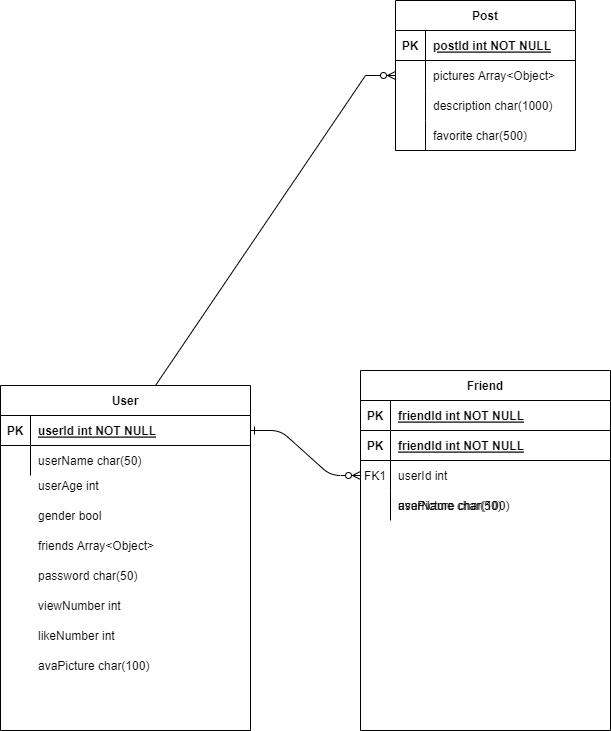 Post
PK postId int NOT NULL
pictures Array<Object>
description char(1000)
favorite char(500)
User
PK userId int NOT NULL
userName char(50)
userAge int
gender bool
friends Array<Object>
password char(50)
viewNumber int
likeNumber int
avaPicture char(100)
Friend
PK friendId int NOT NULL
PK friendId int NOT NULL
FK1 userId int